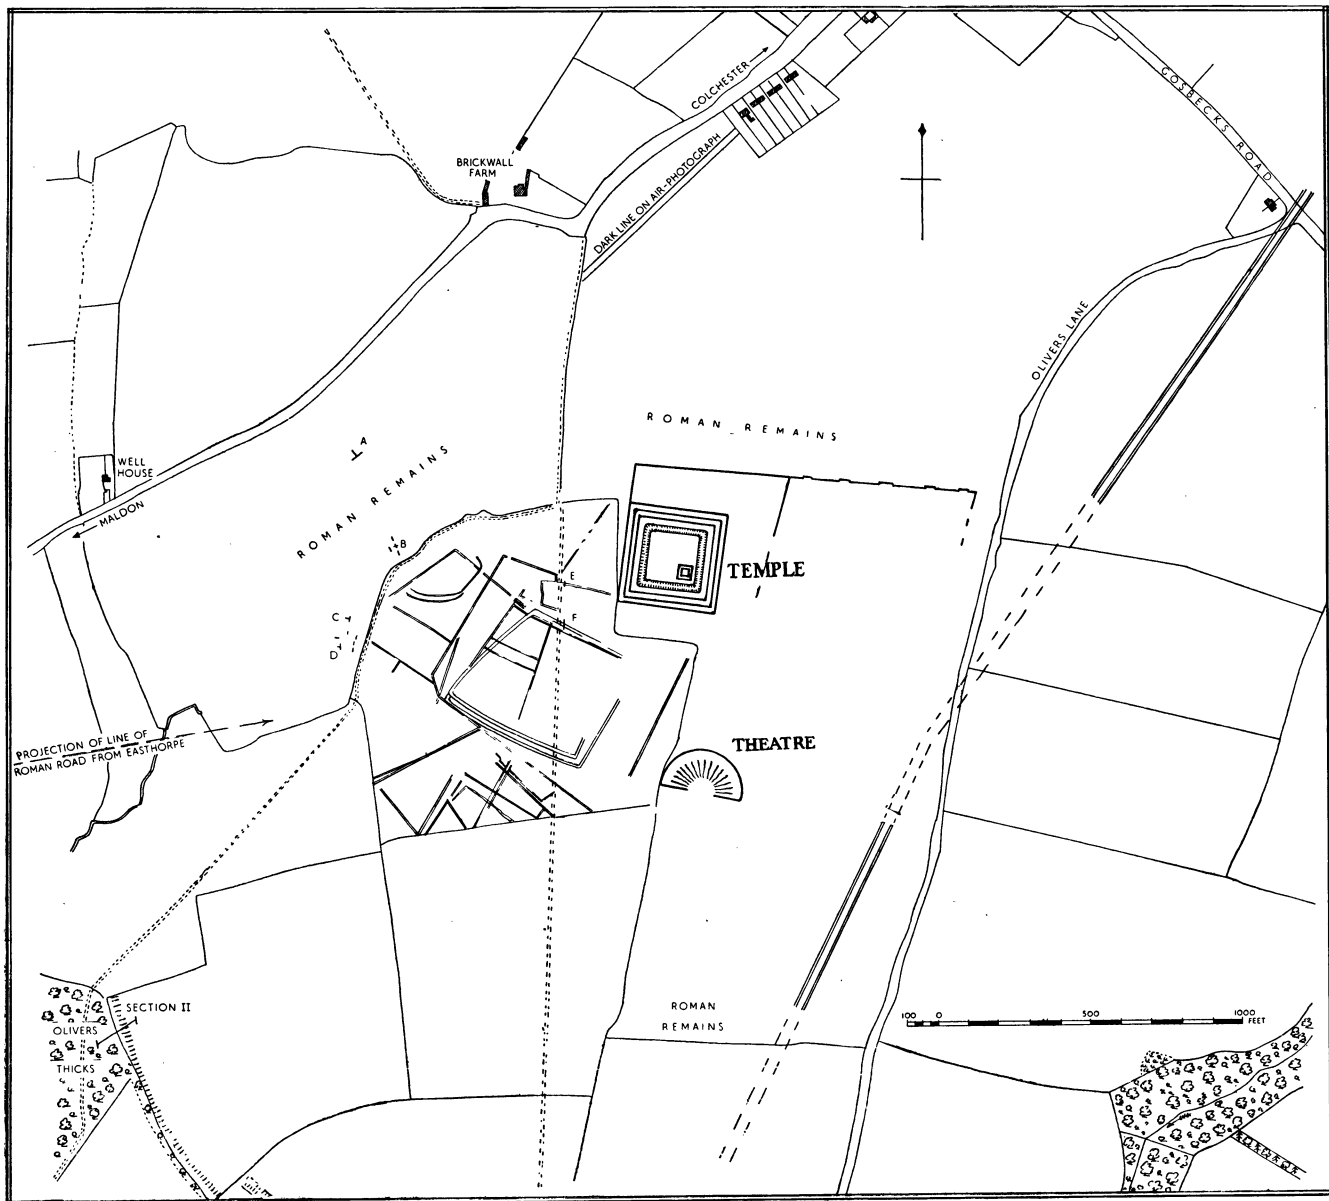 COLCHESTER
GOSBECKS ROAD
BRICKWALL
FARM
DARK LINE ON AIR-PHOTOGRAPH
OLIVERS LANE
ROMAN REMAINS
A
WELL
HOUSE
ROMAN REMAINS
MALDON
B
TEMPLE
E
L
C
F
D
PROJECTION OF LINE OF
ROMAN ROAD FROM EASTHORPE
THEATRE
SECTION II
ROMAN
REMAINS
100 0 500 1000
FEET
OLIVERS
THICKS